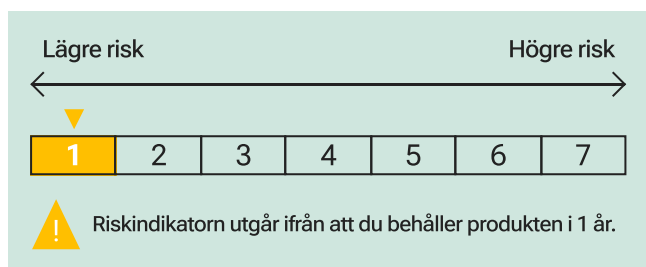 Lägre risk Högre risk
1 2 3 4 5 6 7
! Riskindikatorn utgår ifrån att du behåller produkten i 1 år.